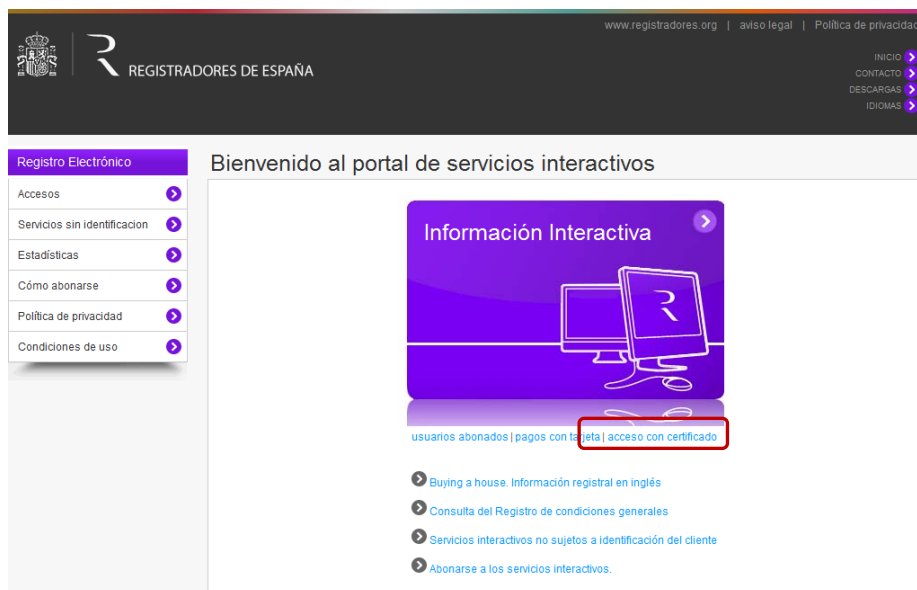 www.registradores.org | aviso legal | Política de privacidad
INICIO
CONTACTO
DESCARGAS
IDIOMAS
REGISTRADORES DE ESPAÑA
Registro Electrónico
Accesos
Servicios sin identificacion
Estadísticas
Cómo abonarse
Política de privacidad
Condiciones de uso
Bienvenido al portal de servicios interactivos
Información Interactiva
usuarios abonados | pagos con tarjeta | acceso con certificado
Buying a house. Información registral en inglés
Consulta del Registro de condiciones generales
Servicios interactivos no sujetos a identificación del cliente
Abonarse a los servicios interactivos.